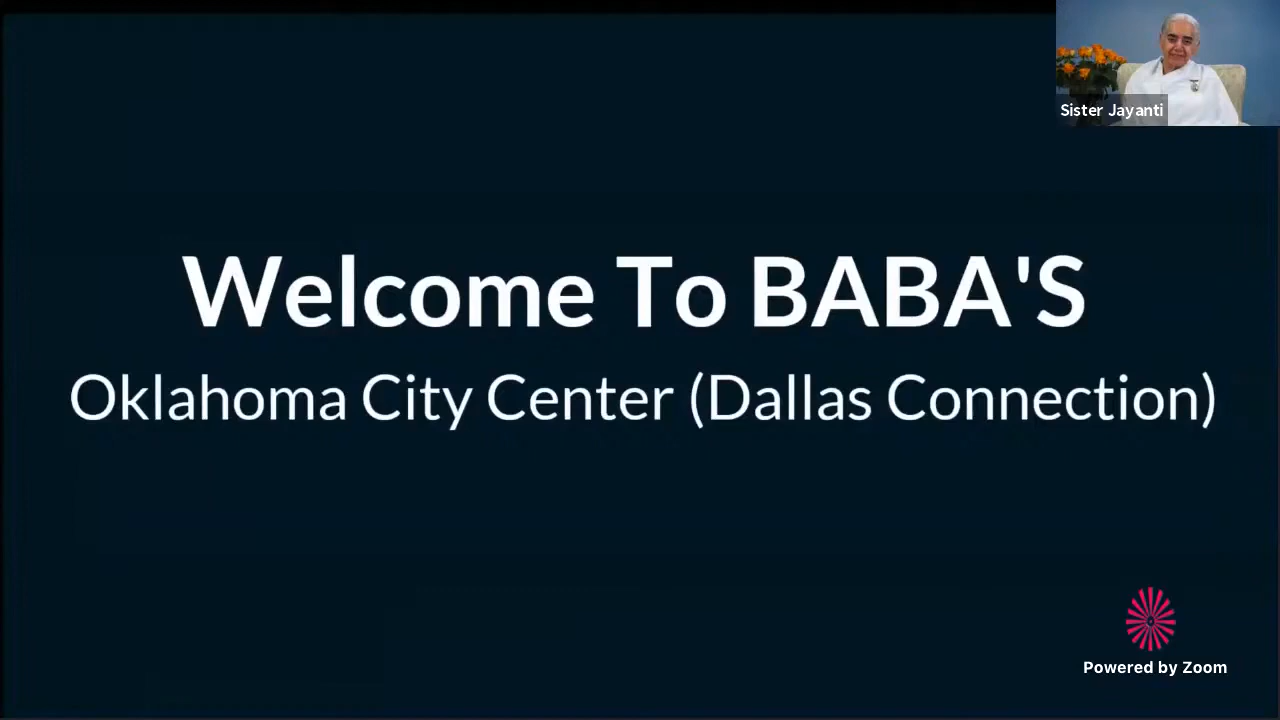 Sister Jayanti
Welcome To BABA'S
Oklahoma City Center (Dallas Connection)
Powered by Zoom